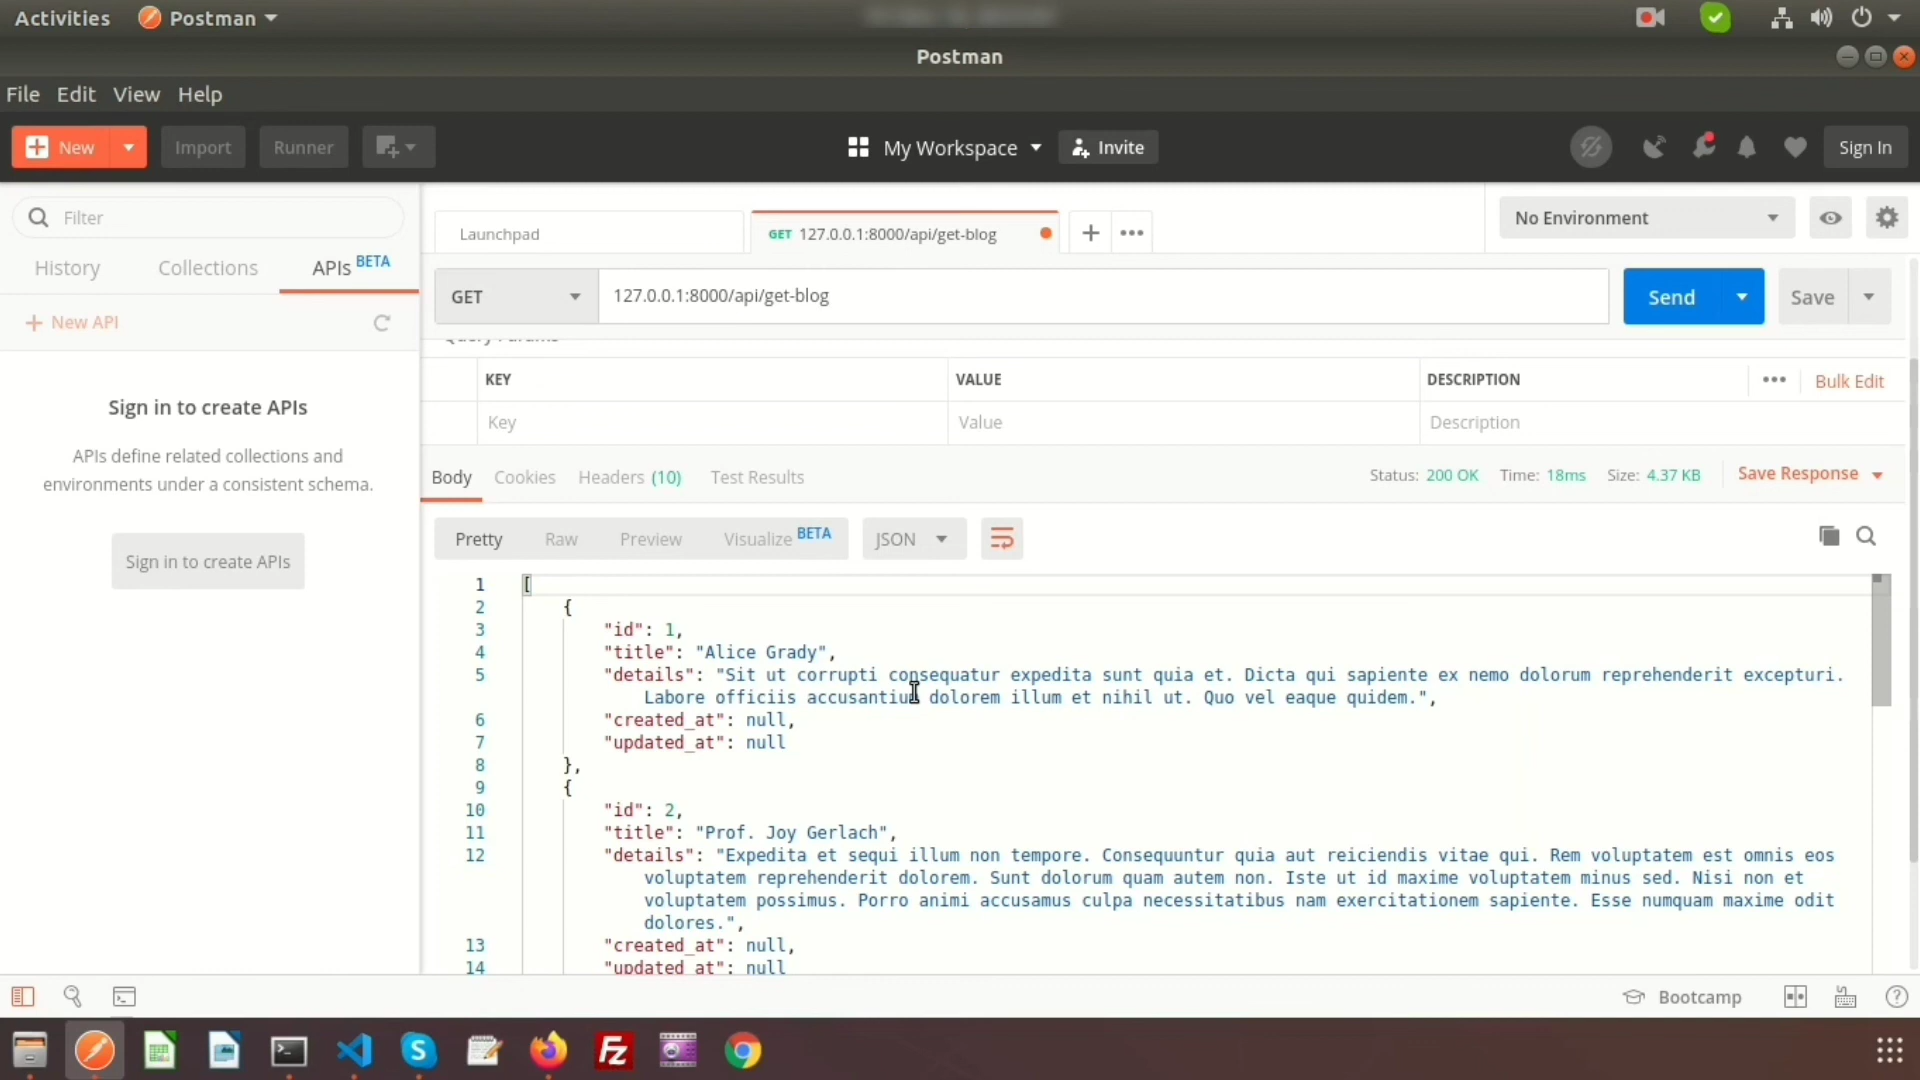 Activities
Postman
Postman
File Edit View Help
New
Import
Runner
My Workspace
Invite
Sign In
Filter
History
Collections
APIs BETA
New API
Sign in to create APIs
APIs define related collections and
environments under a consistent schema.
Sign in to create APIs
Launchpad
GET 127.0.0.1:8000/api/get-blog
No Environment
GET
127.0.0.1:8000/api/get-blog
Send
Save
Query Params
KEY VALUE DESCRIPTION
Bulk Edit
Key Value Description
Body Cookies Headers (10) Test Results
Status: 200 OK Time: 18ms Size: 4.37 KB
Save Response
Pretty Raw Preview Visualize BETA
JSON
1 [
2 {
3 "id": 1,
4 "title": "Alice Grady",
5 "details": "Sit ut corrupti consequatur expedita sunt quia et. Dicta qui sapiente ex nemo dolorum reprehenderit excepturi.
Labore officiis accusantium dolorem illum et nihil ut. Quo vel eaque quidem.",
6 "created_at": null,
7 "updated_at": null
8 },
9 {
10 "id": 2,
11 "title": "Prof. Joy Gerlach",
12 "details": "Expedita et sequi illum non tempore. Consequuntur quia aut reiciendis vitae qui. Rem voluptatem est omnis eos
voluptatem reprehenderit dolorem. Sunt dolorum quam autem non. Iste ut id maxime voluptatem minus sed. Nisi non et
voluptatem possimus. Porro animi accusamus culpa necessitatibus nam exercitationem sapiente. Esse numquam maxime odit
dolores.",
13 "created_at": null,
14 "updated_at": null
Bootcamp